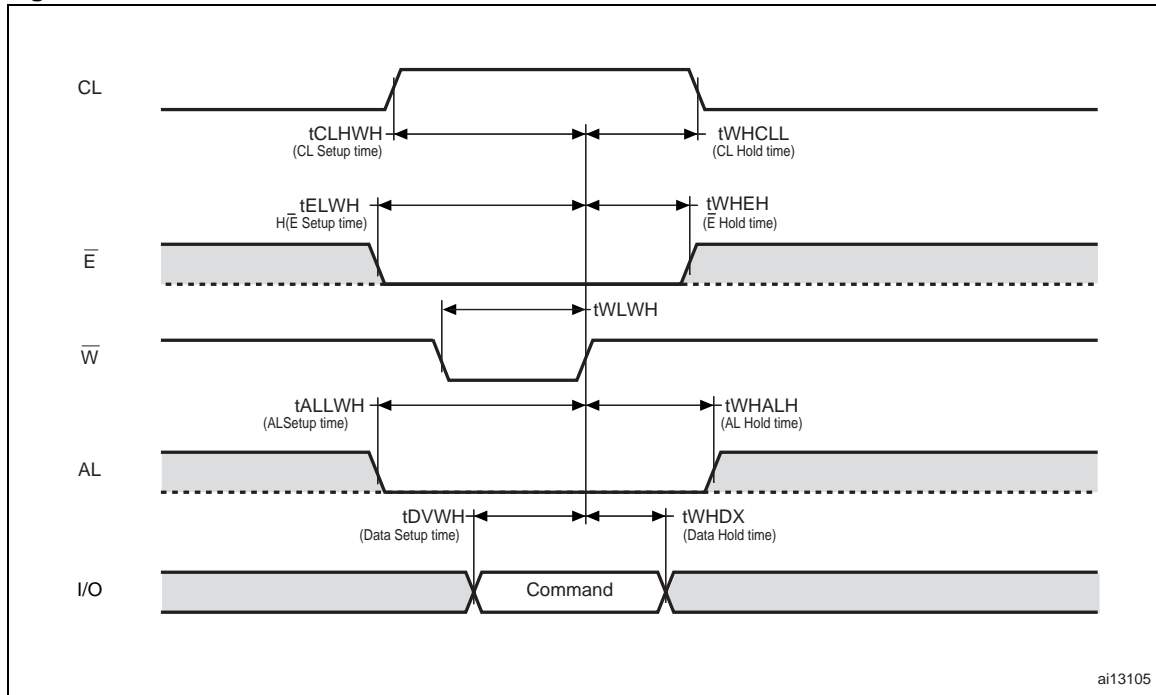 CL
tCLHWH
(CL Setup time)
tWHCLL
(CL Hold time)
tELWH
H(E̅ Setup time)
tWHEH
(E̅ Hold time)
E̅
tWLWH
W̅
tALLWH
(ALSetup time)
tWHALH
(AL Hold time)
AL
tDVWH
(Data Setup time)
tWHDX
(Data Hold time)
I/O
Command
ai13105